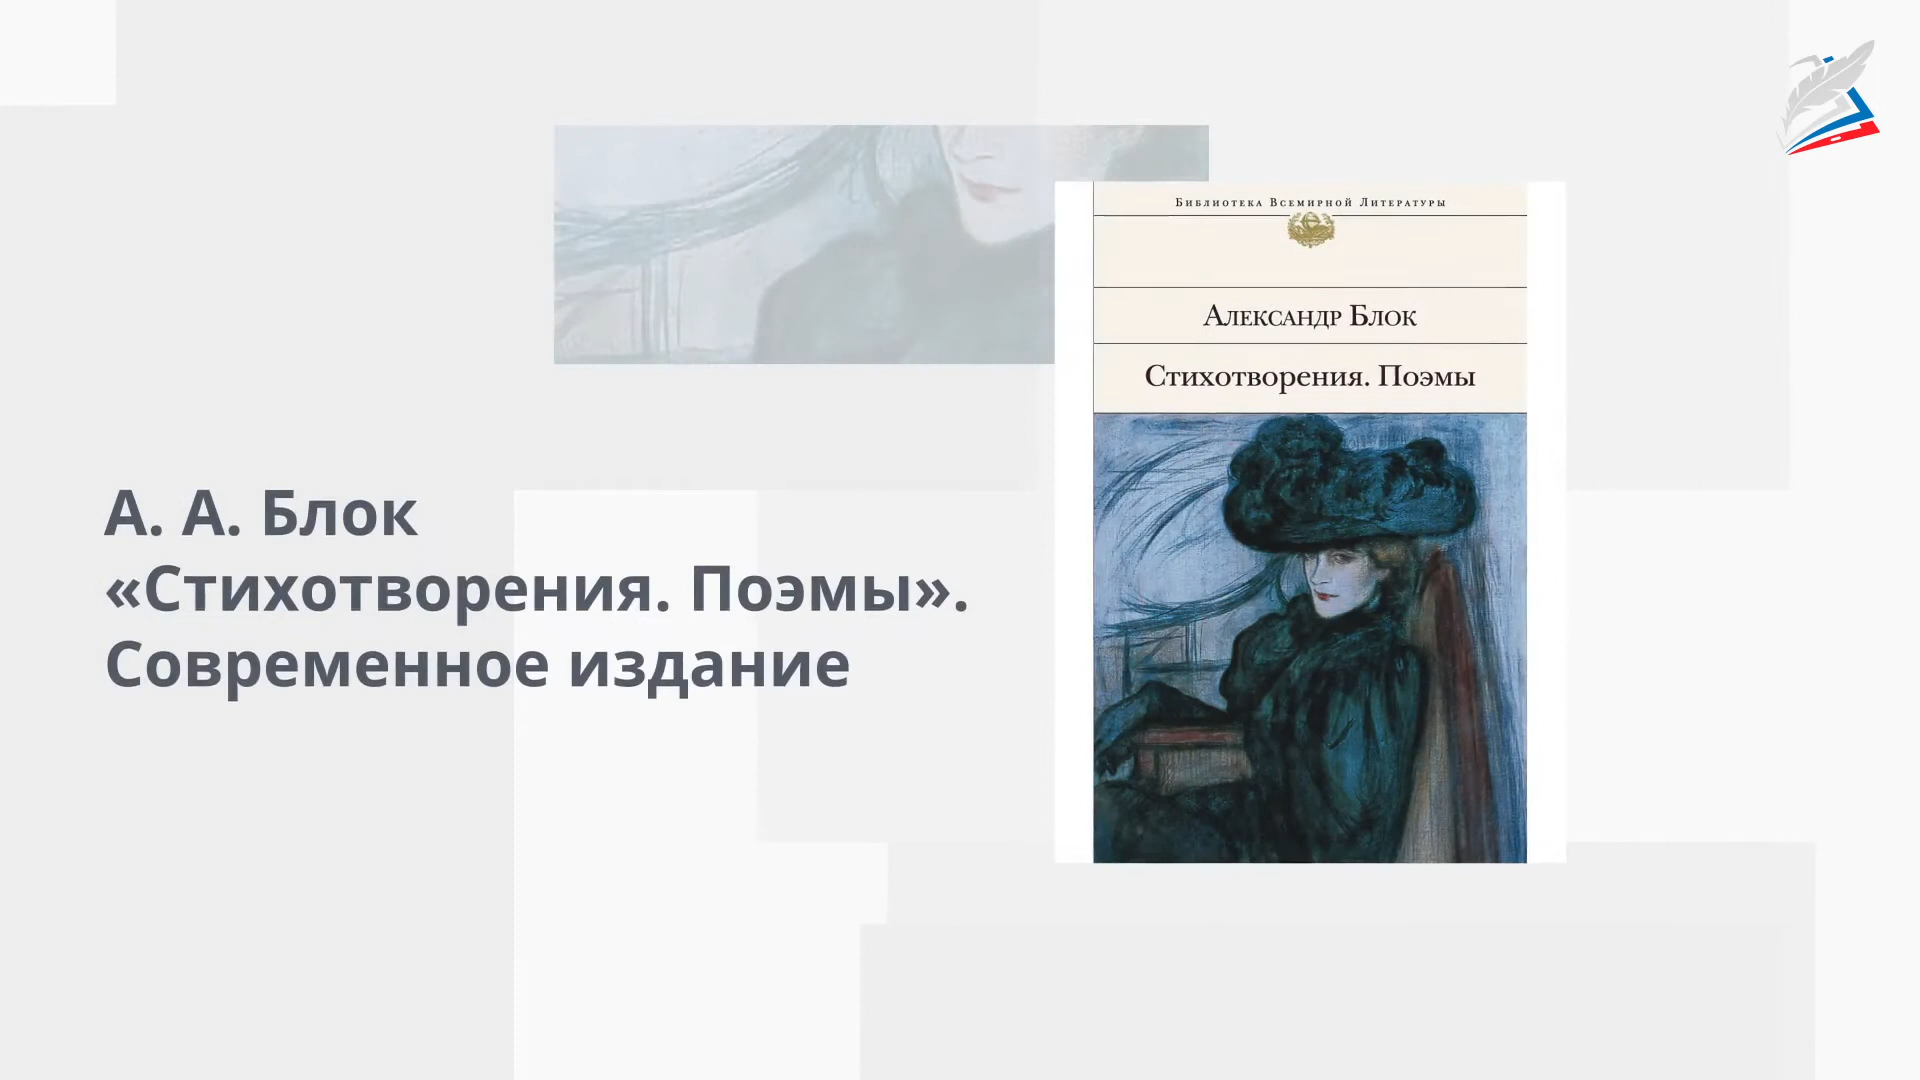 А. А. Блок
«Стихотворения. Поэмы».
Современное издание
Библиотека Всемирной Литературы
Александр Блок
Стихотворения. Поэмы